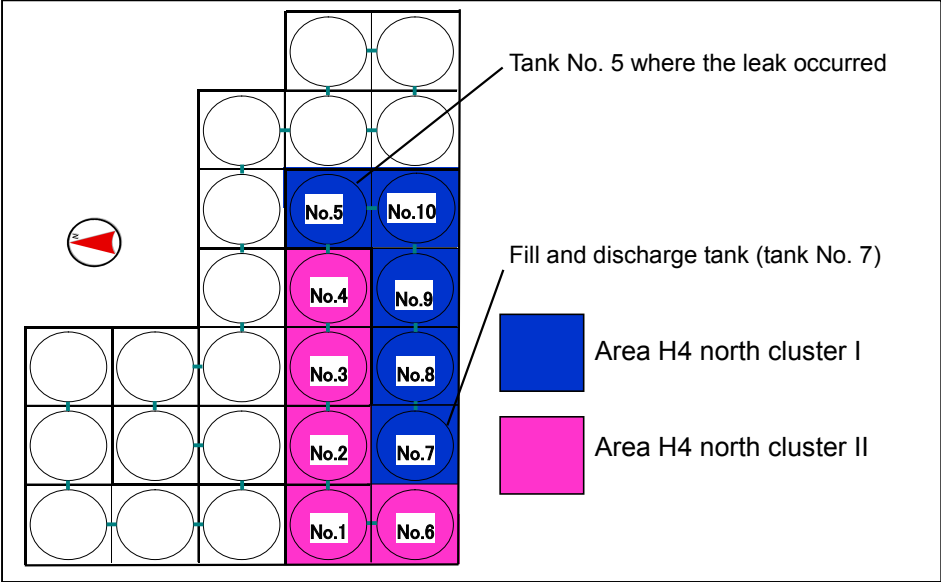 Tank No. 5 where the leak occurred
No.5
No.10
N
Fill and discharge tank (tank No. 7)
No.4
No.9
Area H4 north cluster I
No.3
No.8
Area H4 north cluster II
No.2
No.7
No.1
No.6